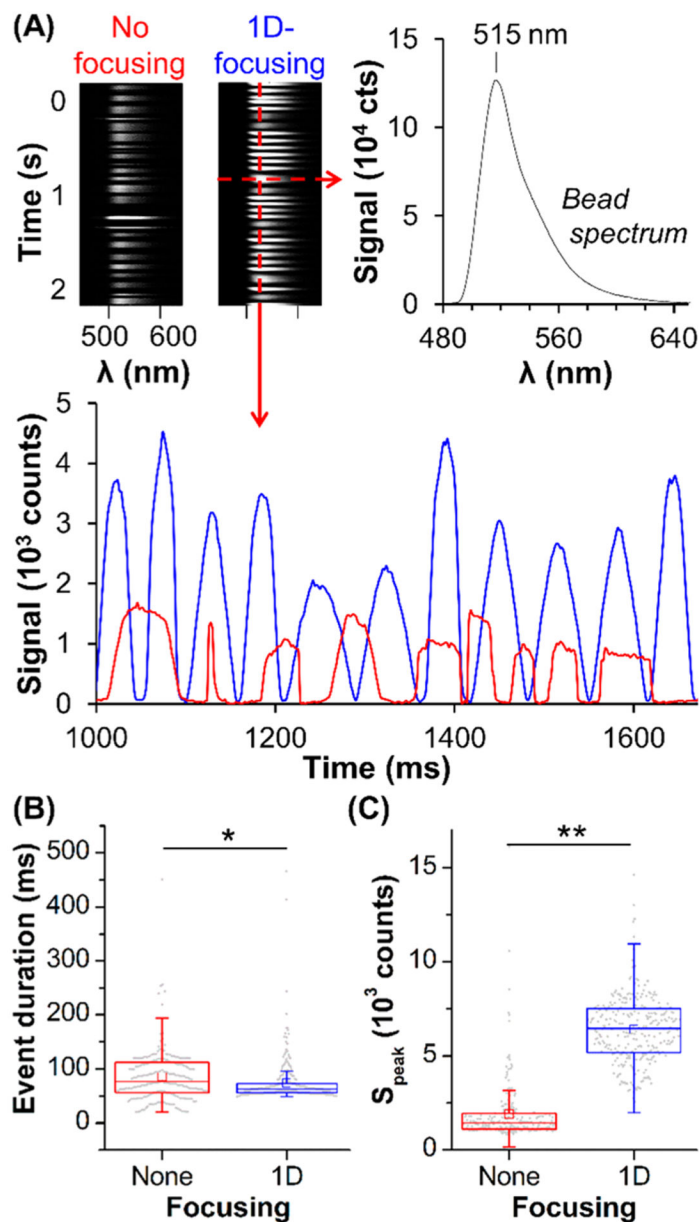 (A)
No focusing
1D-focusing
Time (s)
0
1
2
500 600
λ (nm)
Signal (10⁴ cts)
15
10
5
0
515 nm
Bead
spectrum
480 560 640
λ (nm)
Signal (10³ counts)
5
4
3
2
1
0
1000 1200 1400 1600
Time (ms)
(B)
Event duration (ms)
500
400
300
200
100
0
*
None 1D
Focusing
(C)
S_peak (10³ counts)
15
10
5
0
**
None 1D
Focusing